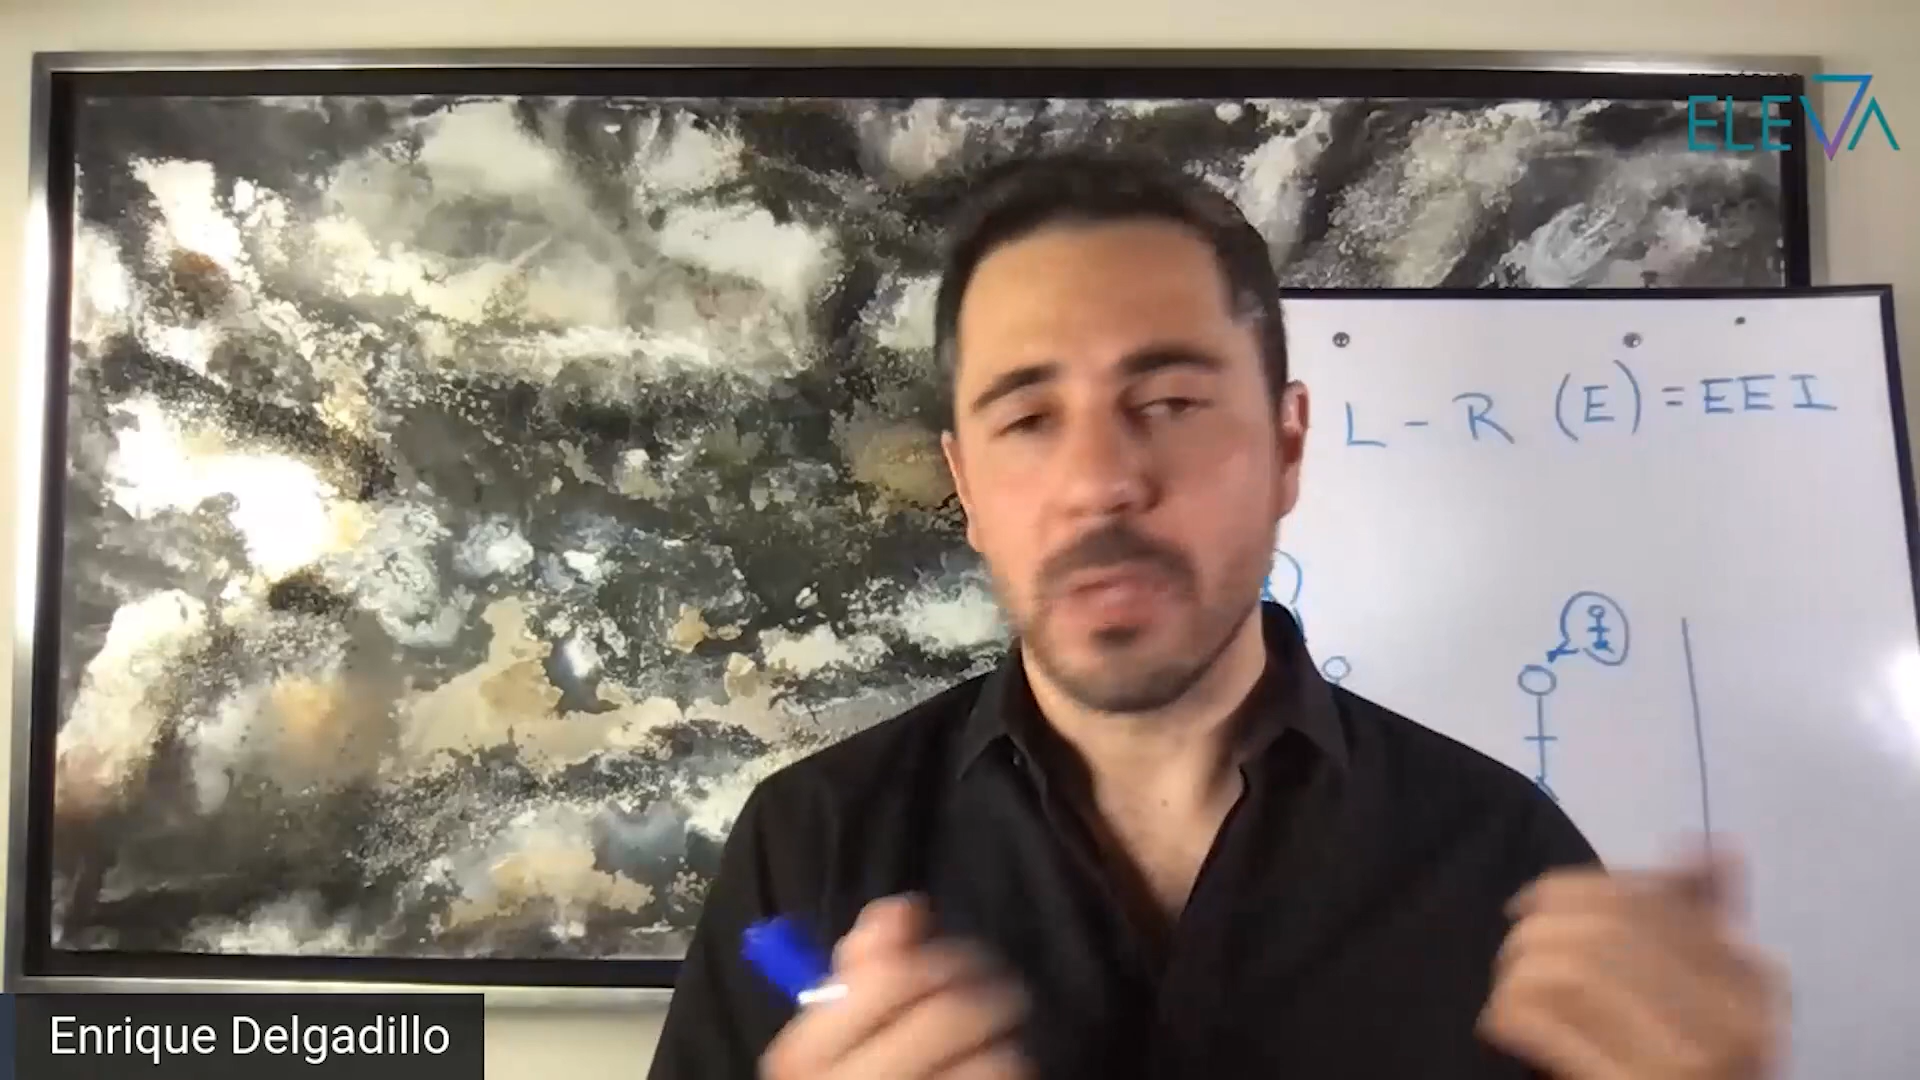 ELEVA
L - R (E) = EEI
Enrique Delgadillo